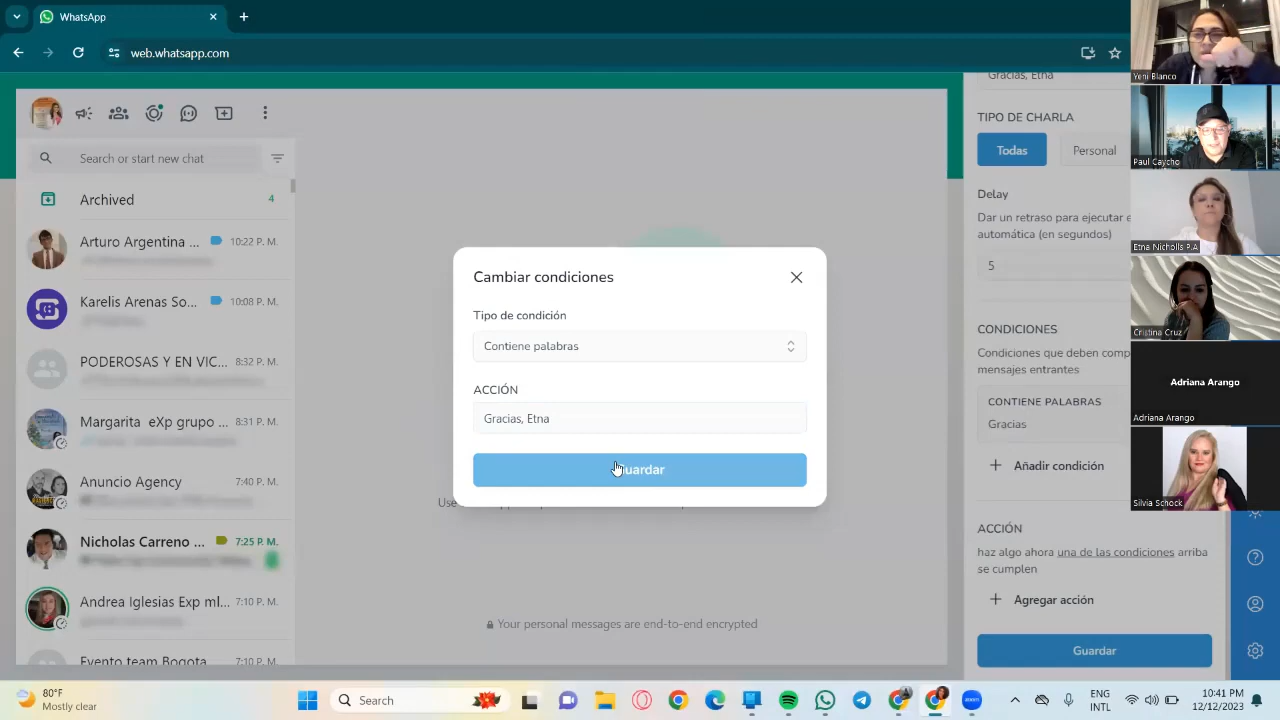 WhatsApp
web.whatsapp.com
Search or start new chat
Archived
4
Arturo Argentina ...
10:22 P. M.
Karelis Arenas So...
10:08 P. M.
PODEROSAS Y EN VIC...
8:32 P. M.
Margarita eXp grupo ...
8:31 P. M.
Anuncio Agency
7:40 P. M.
Nicholas Carreno ...
7:25 P. M.
Andrea Iglesias Exp ml...
7:10 P. M.
Evento team Bogota
7:10 P. M.
Use
Your personal messages are end-to-end encrypted
Cambiar condiciones
Tipo de condición
Contiene palabras
ACCIÓN
Gracias, Etna
Guardar
Gracias, Etna
TIPO DE CHARLA
Todas
Personal
Delay
Dar un retraso para ejecutar
automática (en segundos)
5
CONDICIONES
Condiciones que deben comp
mensajes entrantes
CONTIENE PALABRAS
Gracias
Añadir condición
ACCIÓN
haz algo ahora una de las condiciones arriba
se cumplen
Agregar acción
Guardar
Yeni Blanco
Paul Caycho
Etna Nicholls P.A
Cristina Cruz
Adriana Arango
Adriana Arango
Silvia Schock
80°F
Mostly clear
Search
ENG
INTL
10:41 PM
12/12/2023